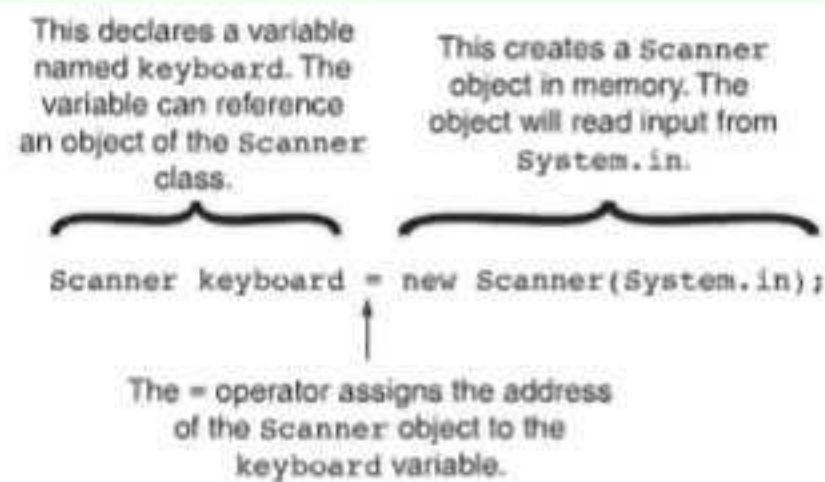 This declares a variable
named keyboard. The
variable can reference
an object of the Scanner
class.
This creates a Scanner
object in memory. The
object will read input from
System.in.
Scanner keyboard = new Scanner(System.in);
The = operator assigns the address
of the Scanner object to the
keyboard variable.